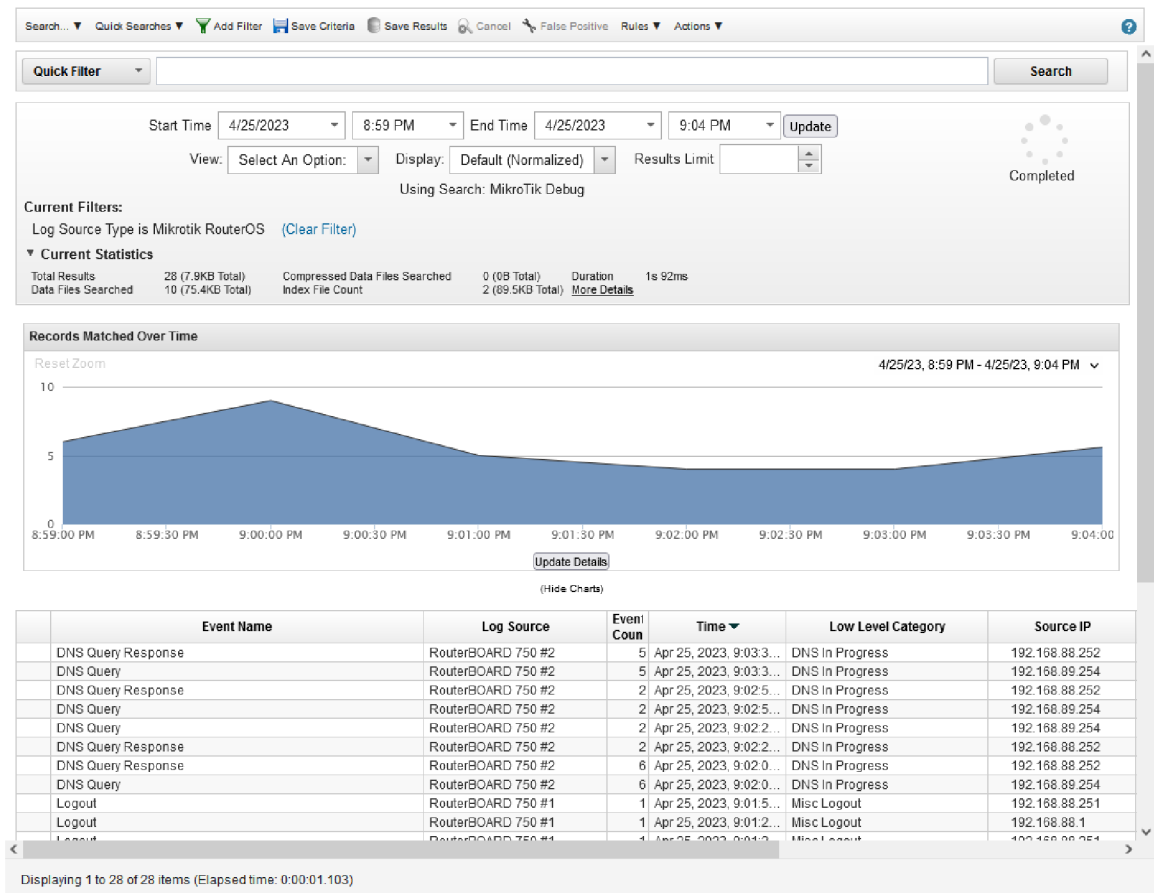 Search... ▼ Quick Searches ▼ Add Filter Save Criteria Save Results Cancel False Positive Rules ▼ Actions ▼
Quick Filter Search
Start Time 4/25/2023 8:59 PM End Time 4/25/2023 9:04 PM Update
View: Select An Option: Display: Default (Normalized) Results Limit
Completed
Using Search: MikroTik Debug
Current Filters:
Log Source Type is Mikrotik RouterOS (Clear Filter)
▼ Current Statistics
Total Results 28 (7.9KB Total) Compressed Data Files Searched 0 (0B Total) Duration 1s 92ms
Data Files Searched 10 (75.4KB Total) Index File Count 2 (89.5KB Total) More Details
Records Matched Over Time
Reset Zoom 4/25/23, 8:59 PM - 4/25/23, 9:04 PM
10
5
0
8:59:00 PM 8:59:30 PM 9:00:00 PM 9:00:30 PM 9:01:00 PM 9:01:30 PM 9:02:00 PM 9:02:30 PM 9:03:00 PM 9:03:30 PM 9:04:00
Update Details
(Hide Charts)
Event Name Log Source Event Coun Time Low Level Category Source IP
DNS Query Response RouterBOARD 750 #2 5 Apr 25, 2023, 9:03:3... DNS In Progress 192.168.88.252
DNS Query RouterBOARD 750 #2 5 Apr 25, 2023, 9:03:3... DNS In Progress 192.168.89.254
DNS Query Response RouterBOARD 750 #2 2 Apr 25, 2023, 9:02:5... DNS In Progress 192.168.88.252
DNS Query RouterBOARD 750 #2 2 Apr 25, 2023, 9:02:5... DNS In Progress 192.168.89.254
DNS Query RouterBOARD 750 #2 2 Apr 25, 2023, 9:02:2... DNS In Progress 192.168.89.254
DNS Query Response RouterBOARD 750 #2 2 Apr 25, 2023, 9:02:2... DNS In Progress 192.168.88.252
DNS Query Response RouterBOARD 750 #2 6 Apr 25, 2023, 9:02:0... DNS In Progress 192.168.88.252
DNS Query RouterBOARD 750 #2 6 Apr 25, 2023, 9:02:0... DNS In Progress 192.168.89.254
Logout RouterBOARD 750 #1 1 Apr 25, 2023, 9:01:5... Misc Logout 192.168.88.251
Logout RouterBOARD 750 #1 1 Apr 25, 2023, 9:01:2... Misc Logout 192.168.88.1
Displaying 1 to 28 of 28 items (Elapsed time: 0:00:01.103)